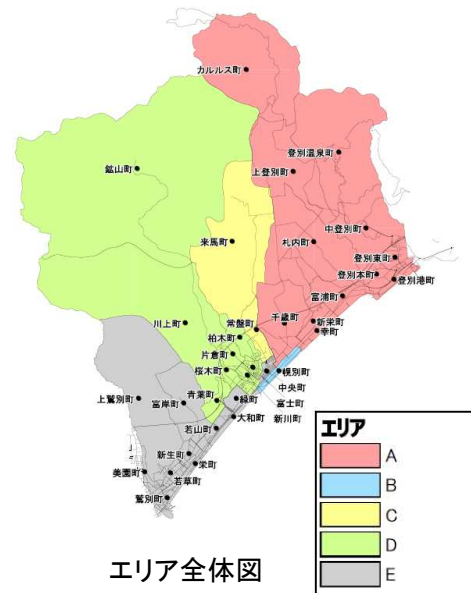 カルルス町
登別温泉町
鉱山町
上登別町
中登別町
来馬町
札内町
登別東町
登別本町
登別港町
富浦町
川上町
常盤町
千歳町
新栄町
幸町
柏木町
片倉町
桜木町
幌別町
中央町
上鷲別町
富岸町
青葉町
緑町
富士町
大和町
新川町
若山町
新生町
栄町
美園町
若草町
鷲別町
エリア全体図
エリア
A
B
C
D
E